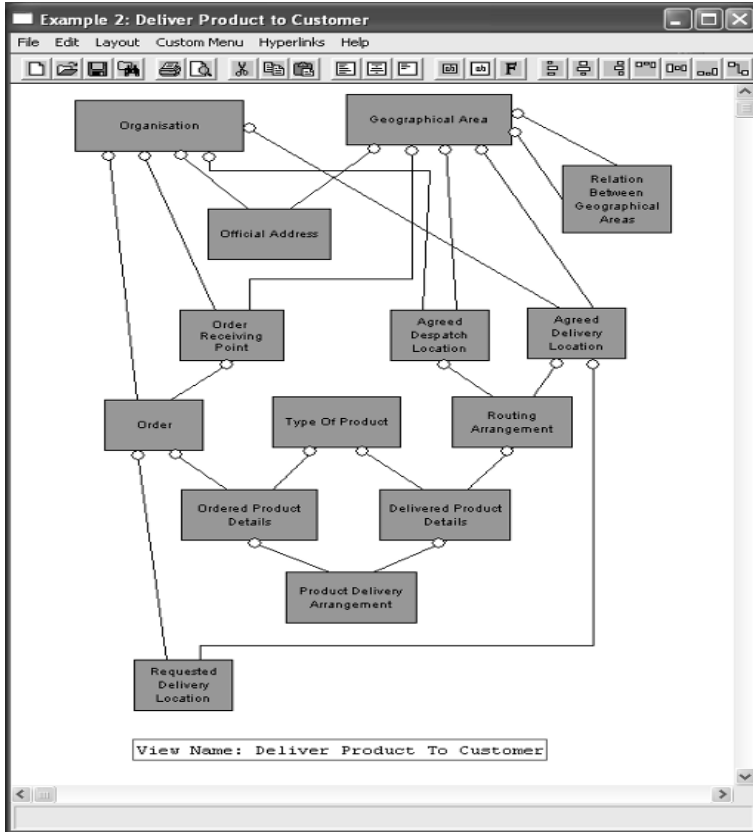 Example 2: Deliver Product to Customer
File Edit Layout Custom Menu Hyperlinks Help
F
Organisation
Geographical Area
Relation
Between
Geographical
Areas
Official Address
Order
Receiving
Point
Agreed
Despatch
Location
Agreed
Delivery
Location
Order
Type Of Product
Routing
Arrangement
Ordered Product
Details
Delivered Product
Details
Product Delivery
Arrangement
Requested
Delivery
Location
View Name: Deliver Product To Customer